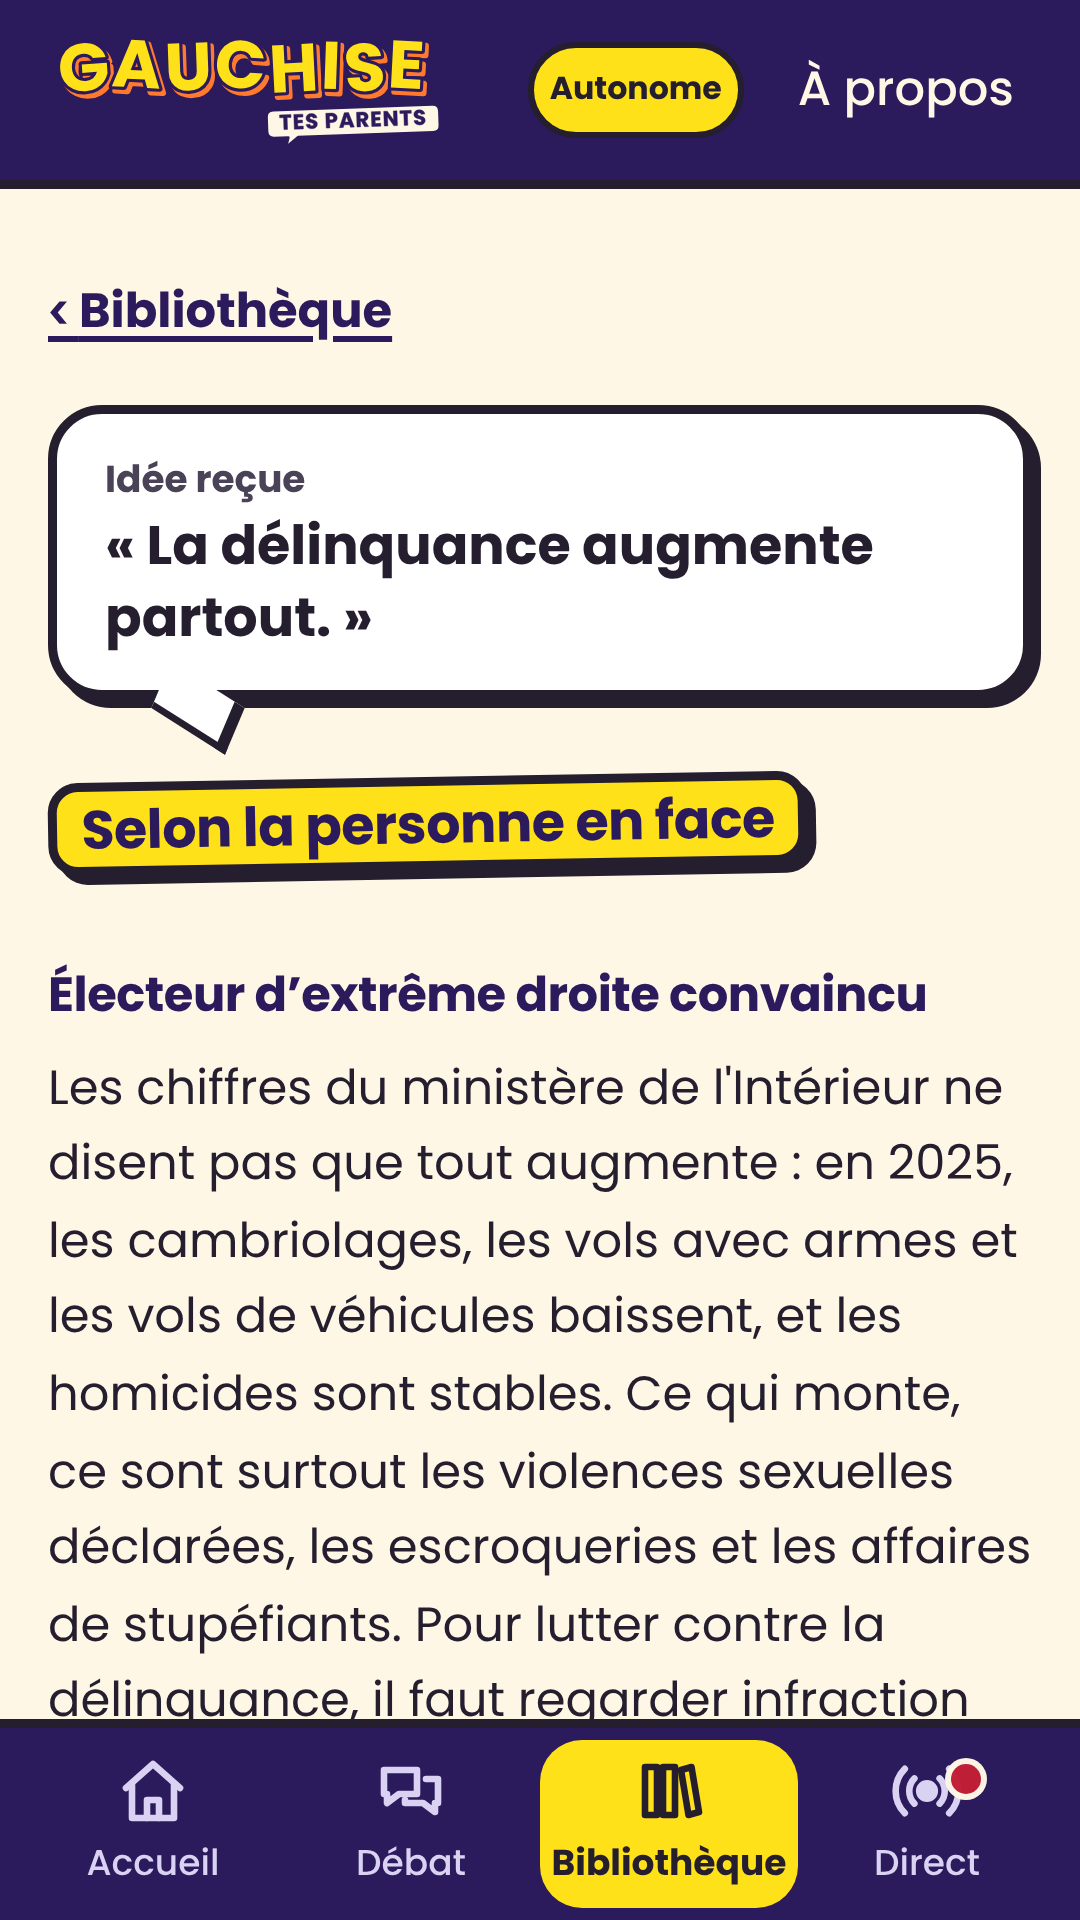 GAUCHISE
TES PARENTS
Autonome
À propos
‹ Bibliothèque
Idée reçue
« La délinquance augmente
partout. »
Selon la personne en face
Électeur d’extrême droite convaincu
Les chiffres du ministère de l'Intérieur ne
disent pas que tout augmente : en 2025,
les cambriolages, les vols avec armes et
les vols de véhicules baissent, et les
homicides sont stables. Ce qui monte,
ce sont surtout les violences sexuelles
déclarées, les escroqueries et les affaires
de stupéfiants. Pour lutter contre la
délinquance, il faut regarder infraction
Accueil
Débat
Bibliothèque
Direct